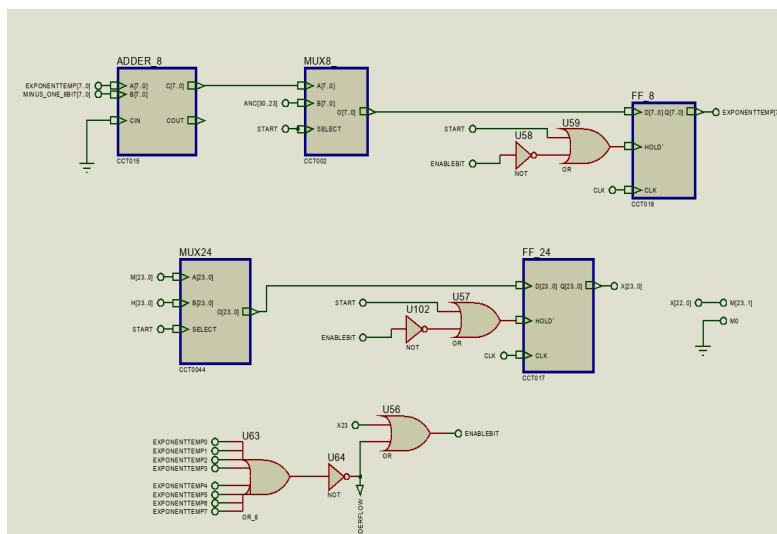 ADDER_8
EXPONENTTEMP[7..0]
MINUS_ONE_8BIT[7..0]
A[7..0]
B[7..0]
C[7..0]
CIN
COUT
CCT015
MUX8_
ANC[30..23]
START
A[7..0]
B[7..0]
O[7..0]
SELECT
CCT002
START
ENABLEBIT
U58
NOT
U59
OR
FF_8
D[7..0]
Q[7..0]
EXPONENTTEMP[7
HOLD'
CLK
CLK
CCT018
MUX24
M[23..0]
A[23..0]
H[23..0]
B[23..0]
O[23..0]
START
SELECT
CCT0044
START
ENABLEBIT
U102
NOT
U57
OR
FF_24
D[23..0]
Q[23..0]
X[23..0]
HOLD'
CLK
CLK
CCT017
X[22..0]
M[23..1]
M0
EXPONENTTEMP0
EXPONENTTEMP1
EXPONENTTEMP2
EXPONENTTEMP3
EXPONENTTEMP4
EXPONENTTEMP5
EXPONENTTEMP6
EXPONENTTEMP7
U63
OR_8
U64
NOT
DERFLOW
X23
U56
OR
ENABLEBIT